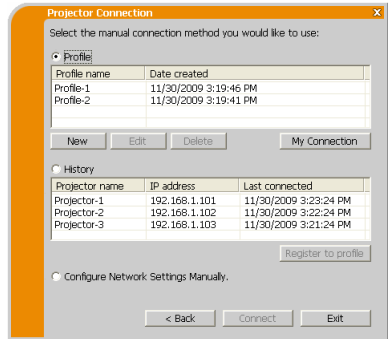 Projector Connection X
Select the manual connection method you would like to use:
Profile
Profile name Date created
Profile-1 11/30/2009 3:19:46 PM
Profile-2 11/30/2009 3:19:41 PM
New Edit Delete My Connection
History
Projector name IP address Last connected
Projector-1 192.168.1.101 11/30/2009 3:23:24 PM
Projector-2 192.168.1.102 11/30/2009 3:22:24 PM
Projector-3 192.168.1.103 11/30/2009 3:21:24 PM
Register to profile
Configure Network Settings Manually.
< Back Connect Exit